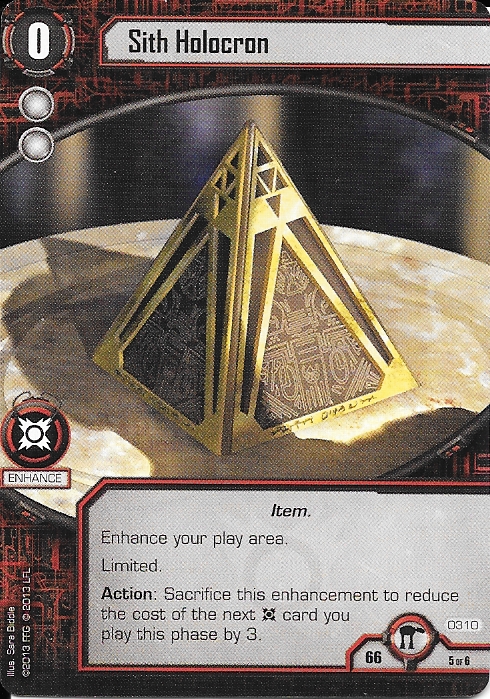 0
Sith Holocron
ENHANCE
Item.
Enhance your play area.
Limited.
Action: Sacrifice this enhancement to reduce
the cost of the next card you
play this phase by 3.
0310
66
5 OF 6
Illus. Sara Biddle
©2013 FFG © 2013 LFL